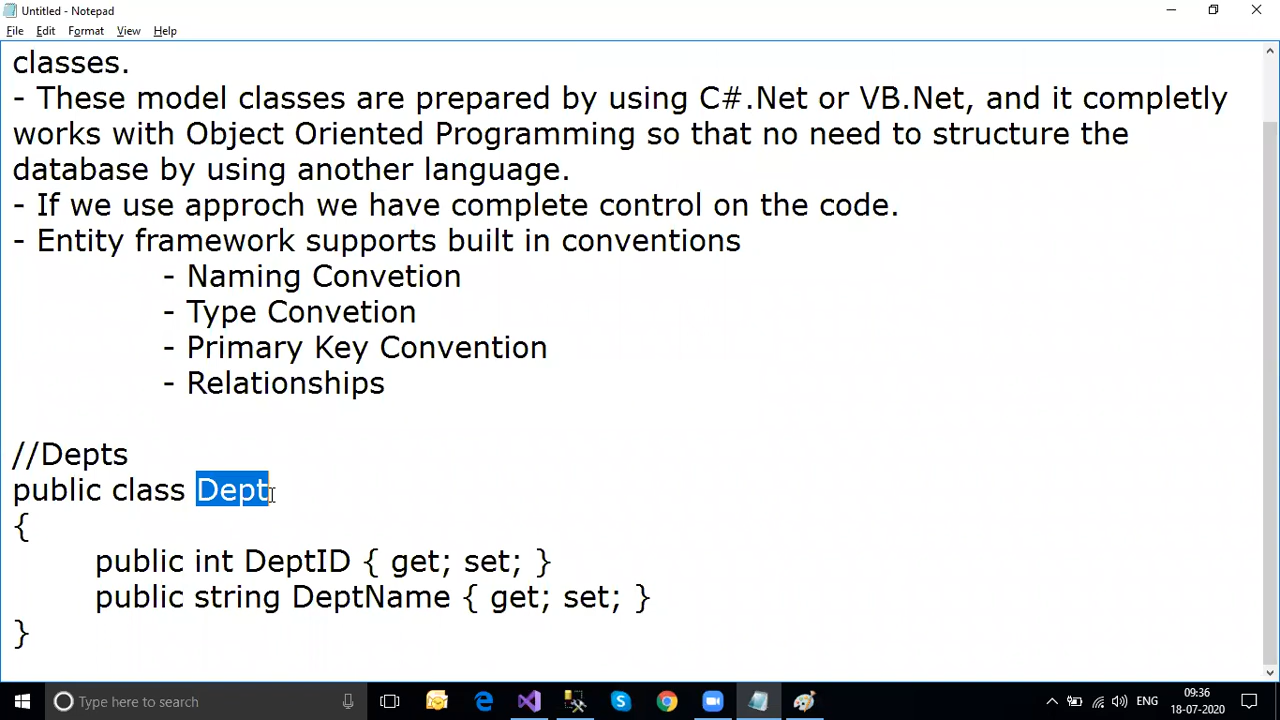 Untitled - Notepad
File Edit Format View Help
classes.
- These model classes are prepared by using C#.Net or VB.Net, and it completly
works with Object Oriented Programming so that no need to structure the
database by using another language.
- If we use approch we have complete control on the code.
- Entity framework supports built in conventions
- Naming Convetion
- Type Convetion
- Primary Key Convention
- Relationships
//Depts
public class Dept
{
public int DeptID { get; set; }
public string DeptName { get; set; }
}
Type here to search
ENG
09:36
18-07-2020